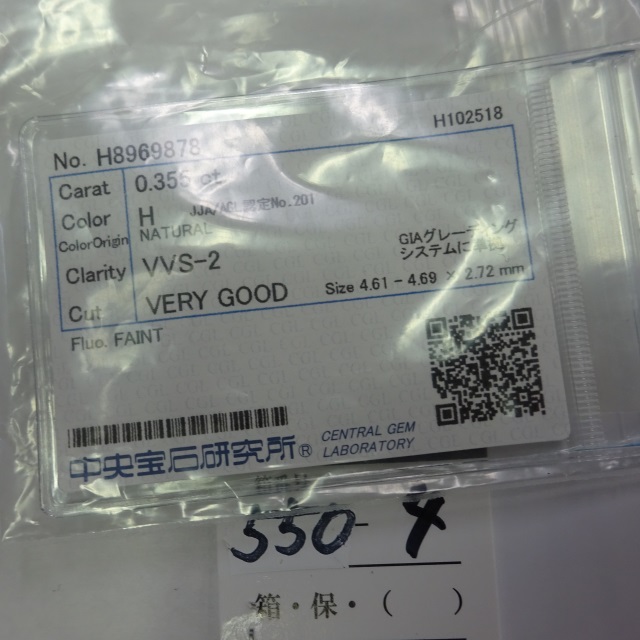 H102518
No. H8969878
Carat 0.355 ct
Color H JJA/AGL認定No.201
ColorOrigin NATURAL
GIAグレーディング
システムに準拠
Clarity VVS-2
Cut VERY GOOD Size 4.61 - 4.69 × 2.72 mm
Fluo. FAINT
中央宝石研究所® CENTRAL GEM
LABORATORY
550-4
箱・保・( )